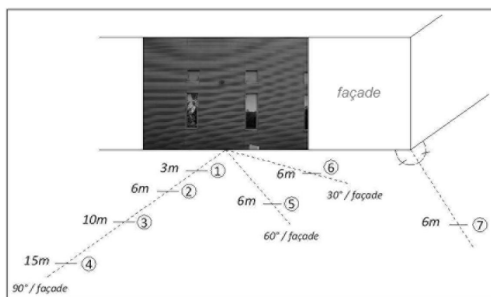 façade
3m ①
6m ②
10m ③
15m ④
90° / façade
6m ⑤
60° / façade
6m ⑥
30° / façade
6m ⑦